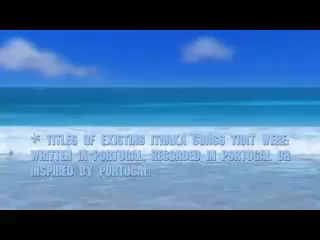 * TITLES OF EXISTING ITHAKA SONGS THAT WERE:
WRITTEN IN PORTUGAL, RECORDED IN PORTUGAL OR
INSPIRED BY PORTUGAL.